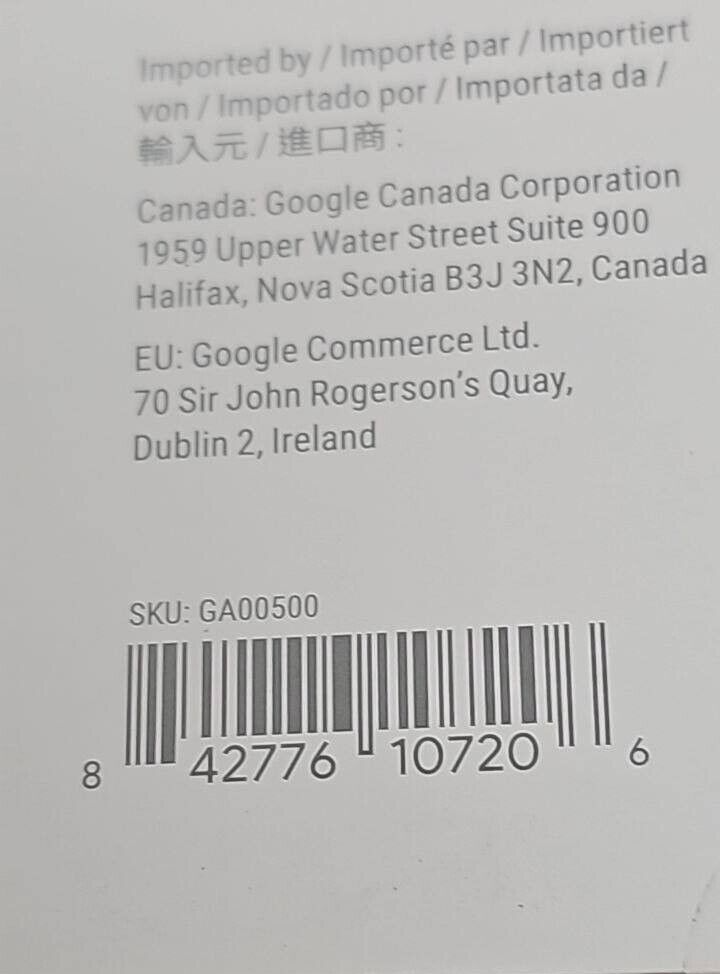 Imported by / Importé par / Importiert
von / Importado por / Importata da /
輸入元 / 進口商 :
Canada: Google Canada Corporation
1959 Upper Water Street Suite 900
Halifax, Nova Scotia B3J 3N2, Canada
EU: Google Commerce Ltd.
70 Sir John Rogerson's Quay,
Dublin 2, Ireland
SKU: GA00500
8 42776 10720 6